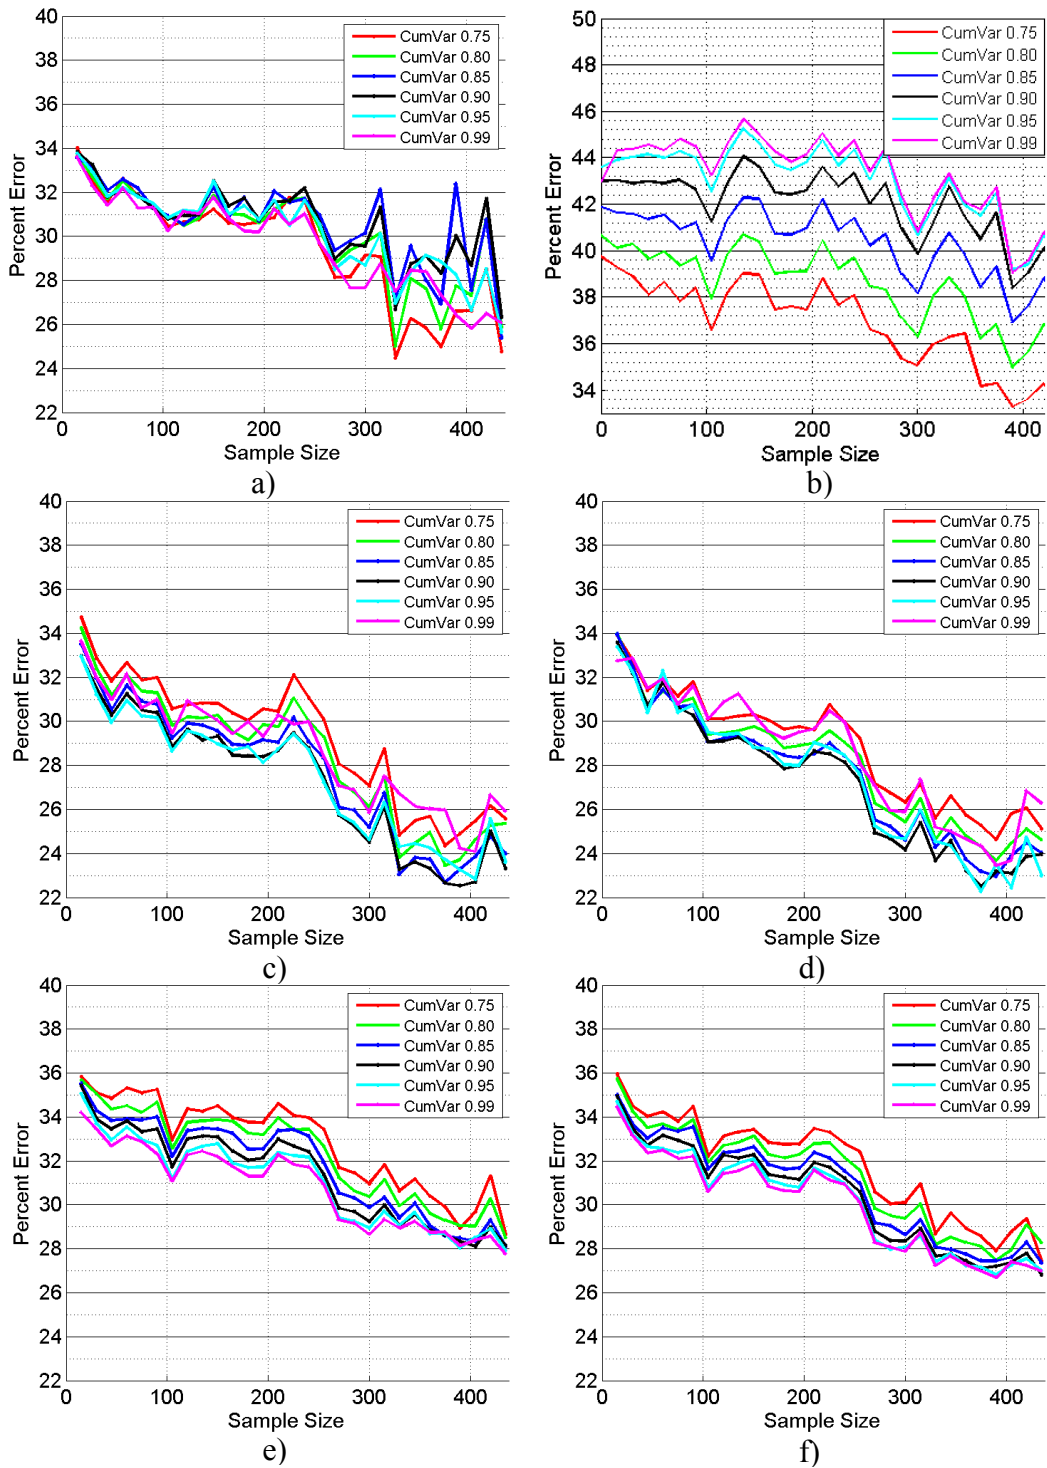 40
38
36
34
32
30
28
26
24
22
0
100
200
300
400
Percent Error
Sample Size
CumVar 0.75
CumVar 0.80
CumVar 0.85
CumVar 0.90
CumVar 0.95
CumVar 0.99
a)
50
48
46
44
42
40
38
36
34
0
100
200
300
400
Percent Error
Sample Size
CumVar 0.75
CumVar 0.80
CumVar 0.85
CumVar 0.90
CumVar 0.95
CumVar 0.99
b)
40
38
36
34
32
30
28
26
24
22
0
100
200
300
400
Percent Error
Sample Size
CumVar 0.75
CumVar 0.80
CumVar 0.85
CumVar 0.90
CumVar 0.95
CumVar 0.99
c)
40
38
36
34
32
30
28
26
24
22
0
100
200
300
400
Percent Error
Sample Size
CumVar 0.75
CumVar 0.80
CumVar 0.85
CumVar 0.90
CumVar 0.95
CumVar 0.99
d)
40
38
36
34
32
30
28
26
24
22
0
100
200
300
400
Percent Error
Sample Size
CumVar 0.75
CumVar 0.80
CumVar 0.85
CumVar 0.90
CumVar 0.95
CumVar 0.99
e)
40
38
36
34
32
30
28
26
24
22
0
100
200
300
400
Percent Error
Sample Size
CumVar 0.75
CumVar 0.80
CumVar 0.85
CumVar 0.90
CumVar 0.95
CumVar 0.99
f)